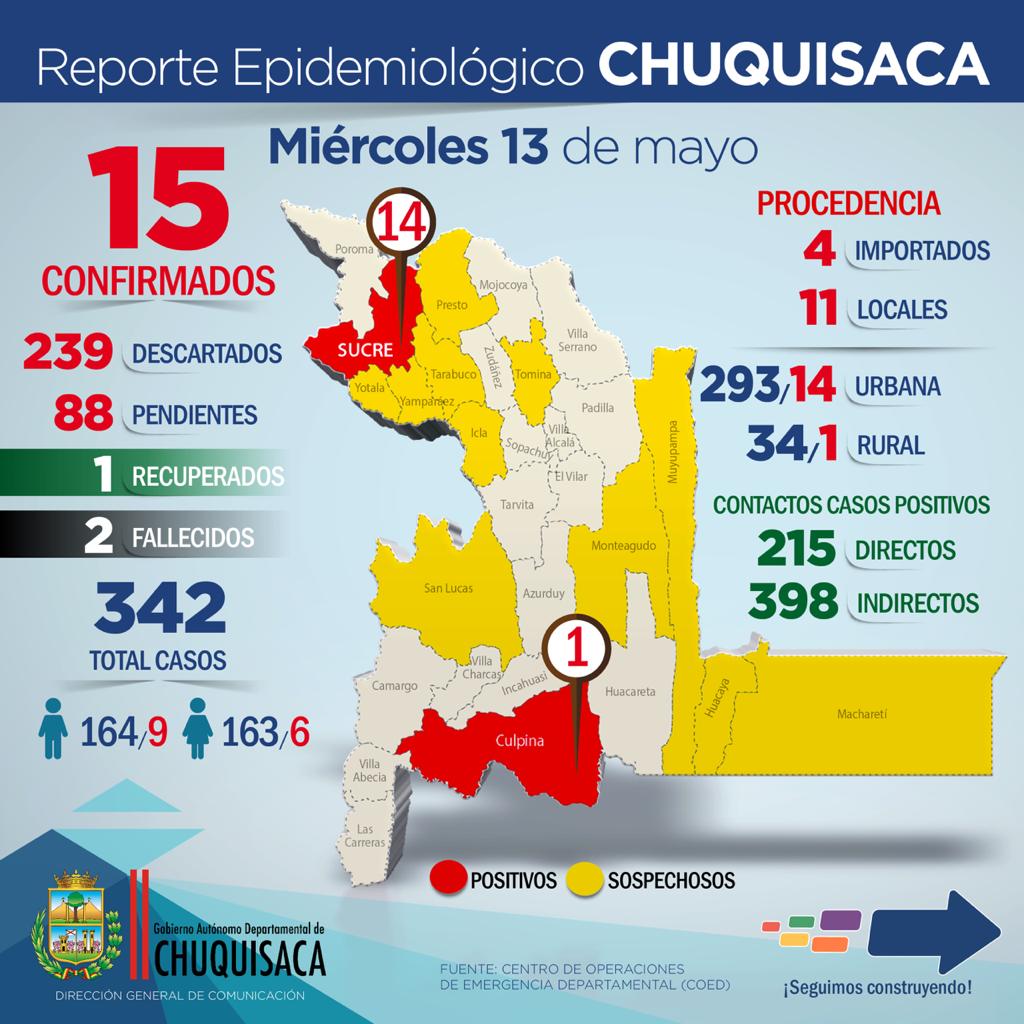 Reporte Epidemiológico CHUQUISACA
Miércoles 13 de mayo
15
CONFIRMADOS
239 DESCARTADOS
88 PENDIENTES
1 RECUPERADOS
2 FALLECIDOS
342
TOTAL CASOS
164/9 163/6
PROCEDENCIA
4 IMPORTADOS
11 LOCALES
293/14 URBANA
34/1 RURAL
CONTACTOS CASOS POSITIVOS
215 DIRECTOS
398 INDIRECTOS
14
Poroma
SUCRE
Presto
Mojocoya
Villa
Serrano
Zudáñez
Tomina
Tarabuco
Yotala
Yamparáez
Icla
Padilla
Villa
Alcalá
Sopachuy
El Vilar
Tarvita
Muyupampa
Monteagudo
San Lucas
Azurduy
1
Villa
Charcas
Incahuasi
Camargo
Huacareta
Huacaya
Macharetí
Culpina
Villa
Abecia
Las
Carreras
POSITIVOS SOSPECHOSOS
Gobierno Autónomo Departamental de
CHUQUISACA
DIRECCIÓN GENERAL DE COMUNICACIÓN
FUENTE: CENTRO DE OPERACIONES
DE EMERGENCIA DEPARTAMENTAL (COED)
¡Seguimos construyendo!